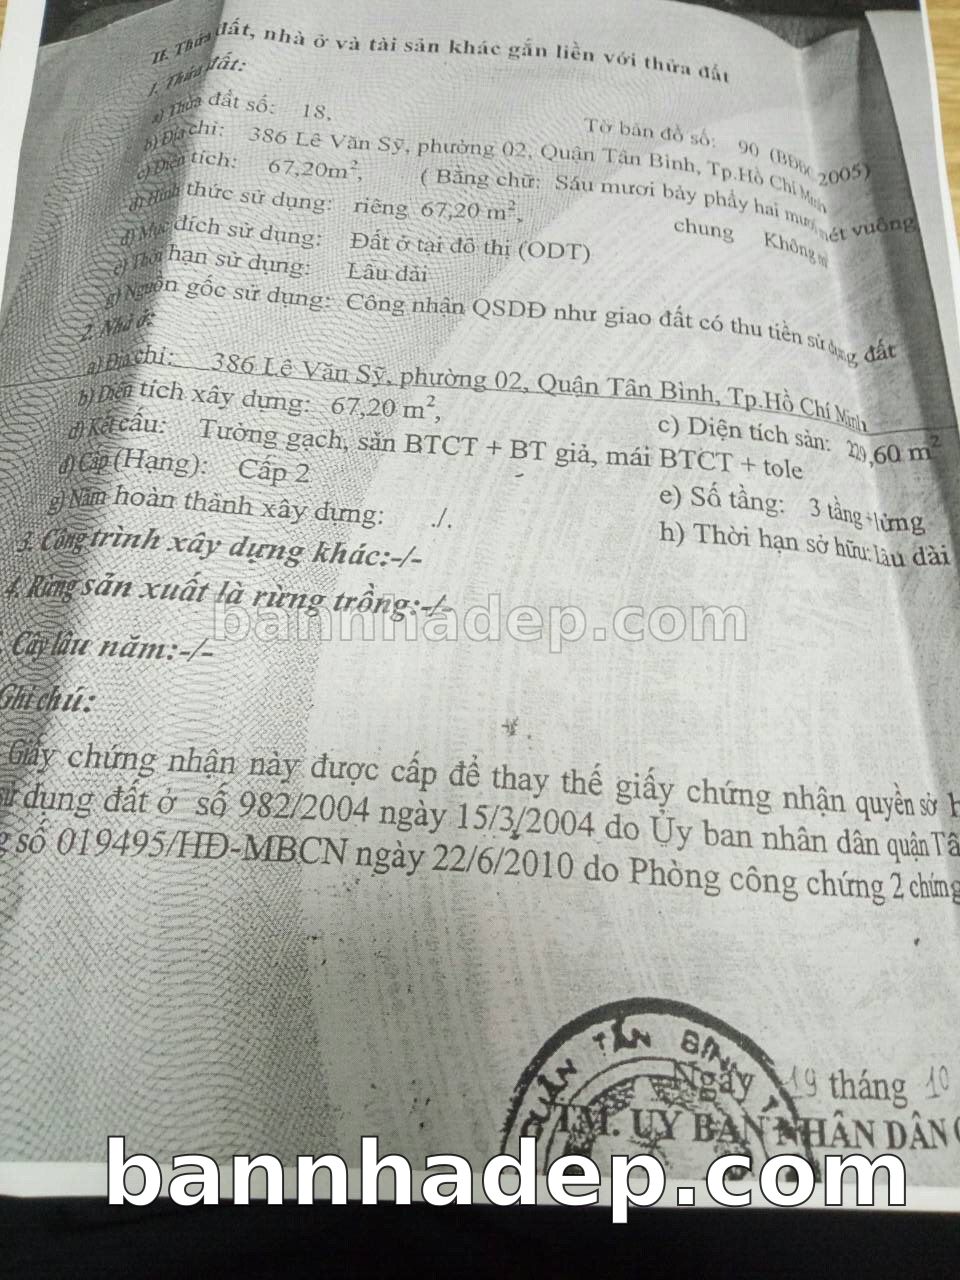 II. Thửa đất, nhà ở và tài sản khác gắn liền với thửa đất
1. Thửa đất:
a) Thửa đất số: 18, Tờ bản đồ số: 90 (BĐĐC 2005)
b) Địa chỉ: 386 Lê Văn Sỹ, phường 02, Quận Tân Bình, Tp.Hồ Chí Minh
c) Diện tích: 67,20m², ( Bằng chữ: Sáu mươi bảy phẩy hai mươi mét vuông
d) Hình thức sử dụng: riêng 67,20 m², chung Không m²
đ) Mục đích sử dụng: Đất ở tại đô thị (ODT)
e) Thời hạn sử dụng: Lâu dài
g) Nguồn gốc sử dụng: Công nhận QSDĐ như giao đất có thu tiền sử dụng đất
2. Nhà ở:
a) Địa chỉ: 386 Lê Văn Sỹ, phường 02, Quận Tân Bình, Tp.Hồ Chí Minh
b) Diện tích xây dựng: 67,20 m², c) Diện tích sàn: 229,60 m²
d) Kết cấu: Tường gạch, sàn BTCT + BT giả, mái BTCT + tole
đ) Cấp (Hạng): Cấp 2 e) Số tầng: 3 tầng + lửng
g) Năm hoàn thành xây dựng: ./. h) Thời hạn sở hữu: lâu dài
3. Công trình xây dựng khác:-/-
4. Rừng sản xuất là rừng trồng:-/-
bannhadep.com
. Cây lâu năm:-/-
Ghi chú:
Giấy chứng nhận này được cấp để thay thế giấy chứng nhận quyền sở h
sử dụng đất ở số 982/2004 ngày 15/3/2004 do Ủy ban nhân dân quận Tâ
g số 019495/HĐ-MBCN ngày 22/6/2010 do Phòng công chứng 2 chứng
QUẬN TÂN BÌNH
Ngày 19 tháng 10
TM. ỦY BAN NHÂN DÂN
bannhadep.com